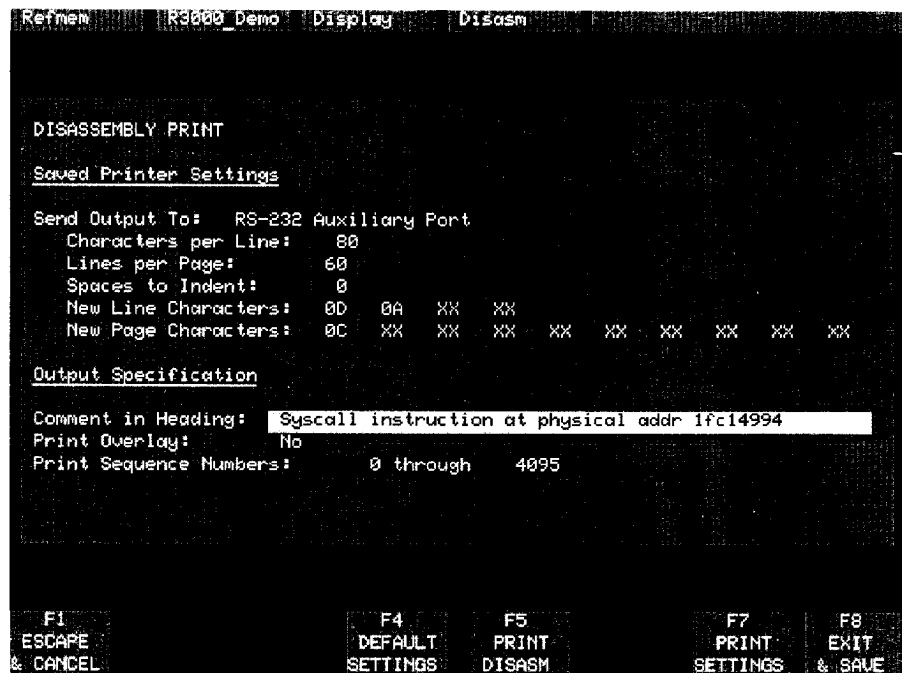 Refmem R3000 Demo Display Disasm
DISASSEMBLY PRINT
Saved Printer Settings
Send Output To: RS-232 Auxiliary Port
Characters per Line: 80
Lines per Page: 60
Spaces to Indent: 0
New Line Characters: 0D 0A XX XX
New Page Characters: 0C XX XX XX XX XX XX XX XX XX
Output Specification
Comment in Heading: Syscall instruction at physical addr 1fc14994
Print Overlay: No
Print Sequence Numbers: 0 through 4095
F1 F4 F5 F7 F8
ESCAPE DEFAULT PRINT PRINT EXIT
& CANCEL SETTINGS DISASM SETTINGS & SAVE